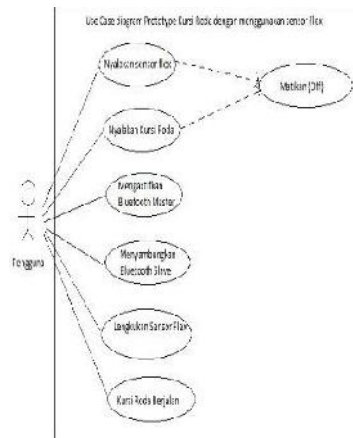 Use Case diagram Prototype Kursi Roda dengan menggunakan sensor Flex
Nyalakan sensor flex
Matikan (Off)
Nyalakan Kursi Roda
Mengaktifkan
Bluetooth Master
Pengguna
Menyambungkan
Bluetooth Slave
Lengkukan Sensor Flex
Kursi Roda Berjalan